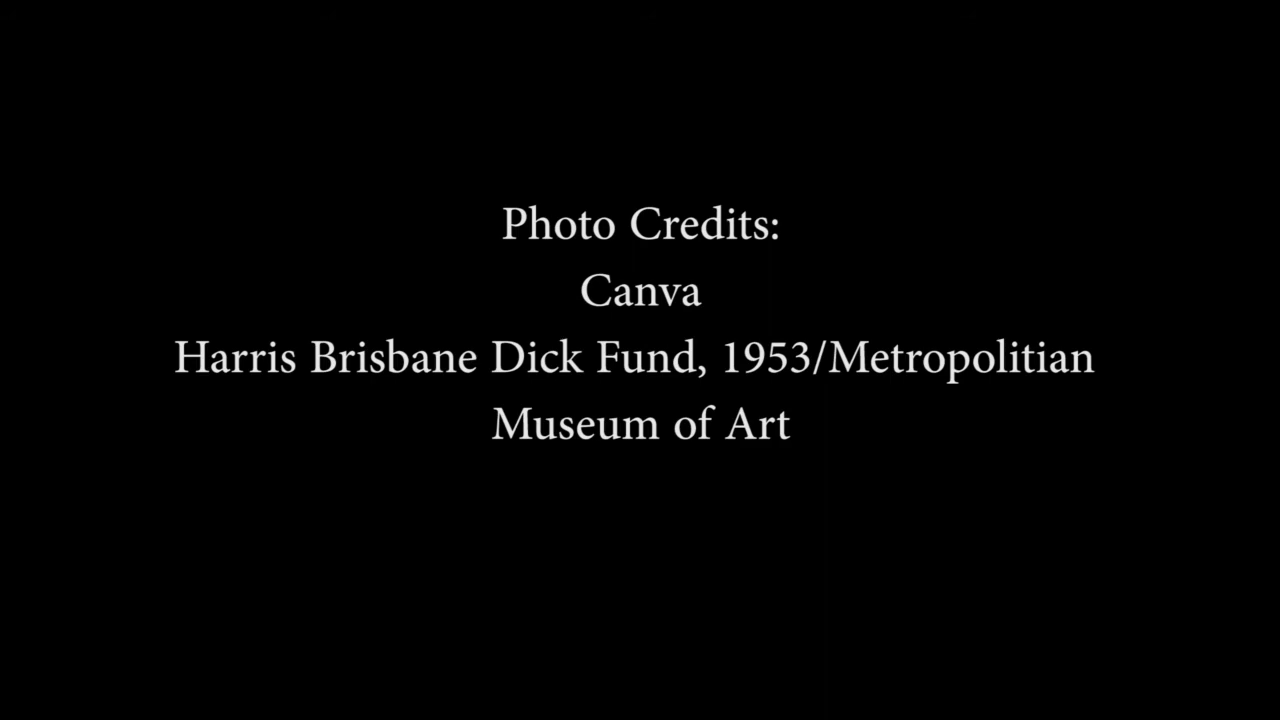 Photo Credits:
Canva
Harris Brisbane Dick Fund, 1953/Metropolitian
Museum of Art